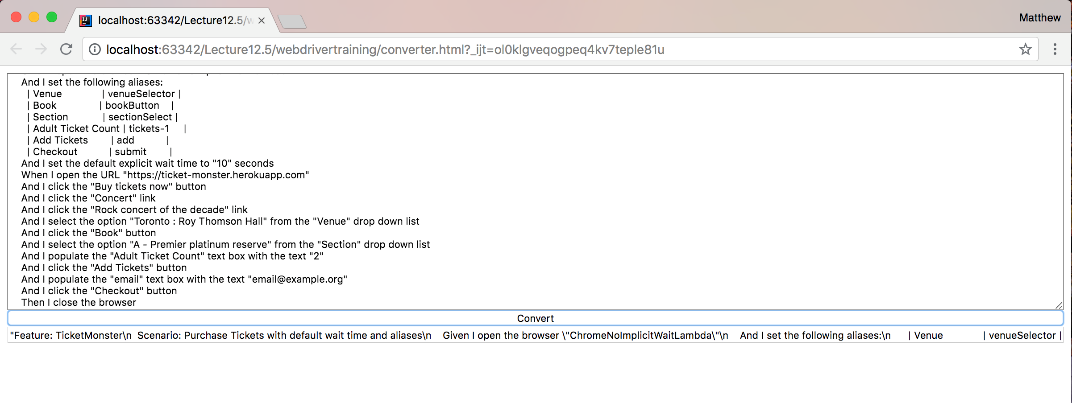 localhost:63342/Lecture12.5/w
Matthew
localhost:63342/Lecture12.5/webdrivertraining/converter.html?_ijt=ol0klgveqogpeq4kv7teple81u
And I set the following aliases:
| Venue | venueSelector |
| Book | bookButton |
| Section | sectionSelect |
| Adult Ticket Count | tickets-1 |
| Add Tickets | add |
| Checkout | submit |
And I set the default explicit wait time to "10" seconds
When I open the URL "https://ticket-monster.herokuapp.com"
And I click the "Buy tickets now" button
And I click the "Concert" link
And I click the "Rock concert of the decade" link
And I select the option "Toronto : Roy Thomson Hall" from the "Venue" drop down list
And I click the "Book" button
And I select the option "A - Premier platinum reserve" from the "Section" drop down list
And I populate the "Adult Ticket Count" text box with the text "2"
And I click the "Add Tickets" button
And I populate the "email" text box with the text "email@example.org"
And I click the "Checkout" button
Then I close the browser
Convert
"Feature: TicketMonster\n Scenario: Purchase Tickets with default wait time and aliases\n Given I open the browser \"ChromeNoImplicitWaitLambda\"\n And I set the following aliases:\n | Venue | venueSelector |